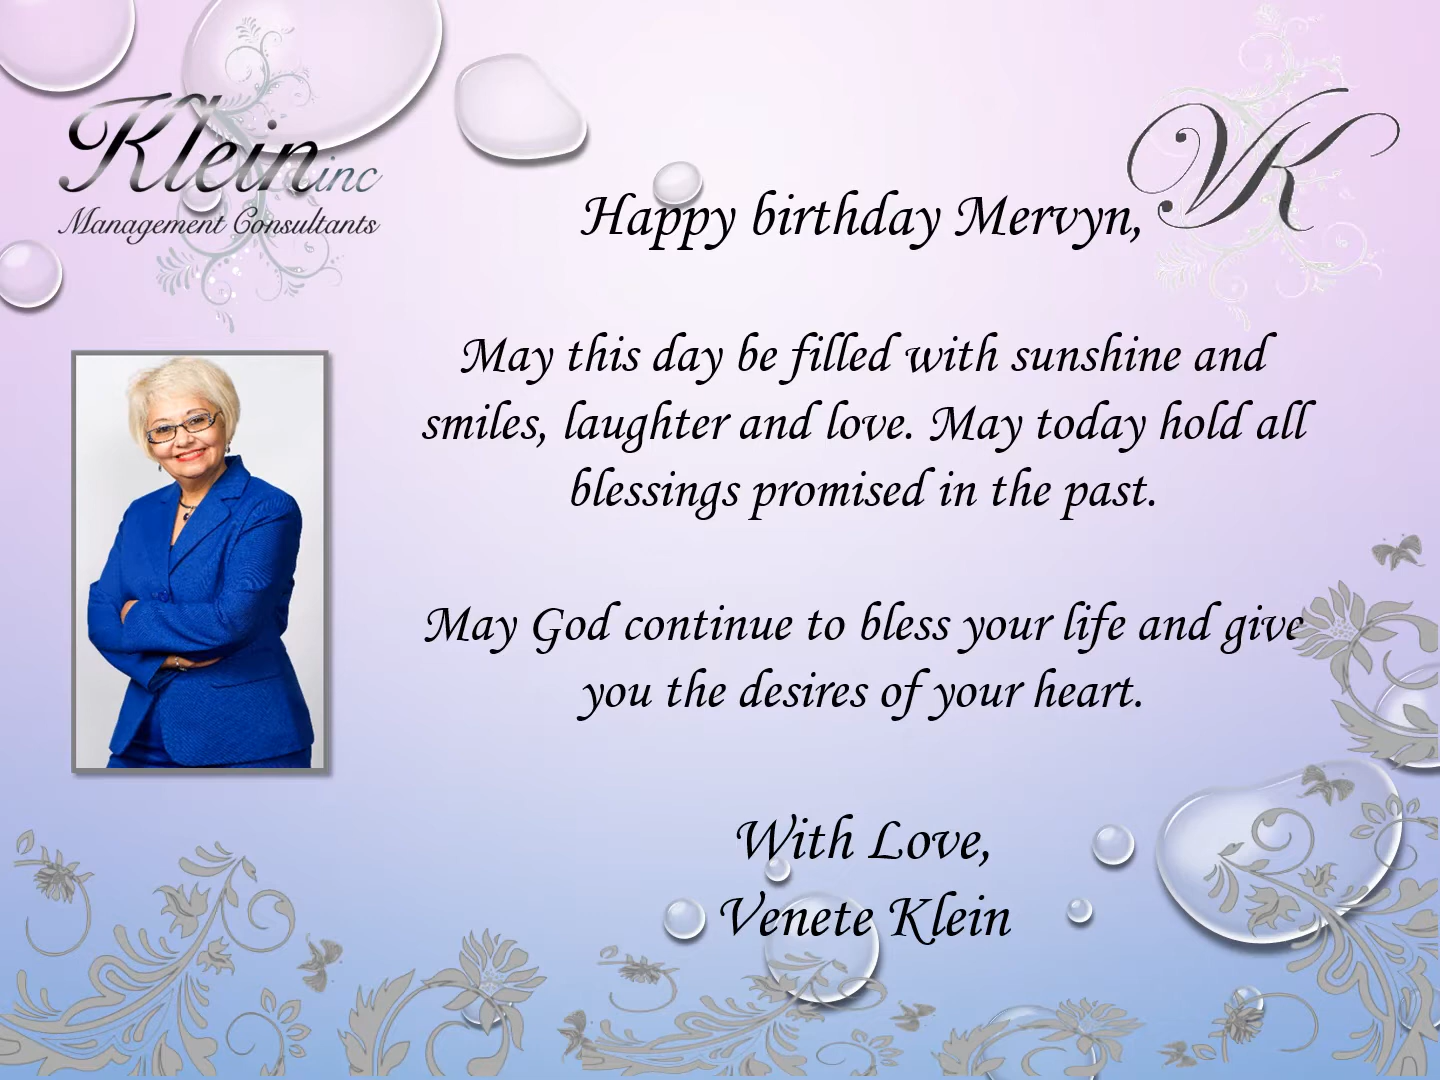 Klein inc
Management Consultants
VK
Happy birthday Mervyn,
May this day be filled with sunshine and
smiles, laughter and love. May today hold all
blessings promised in the past.
May God continue to bless your life and give
you the desires of your heart.
With Love,
Venete Klein